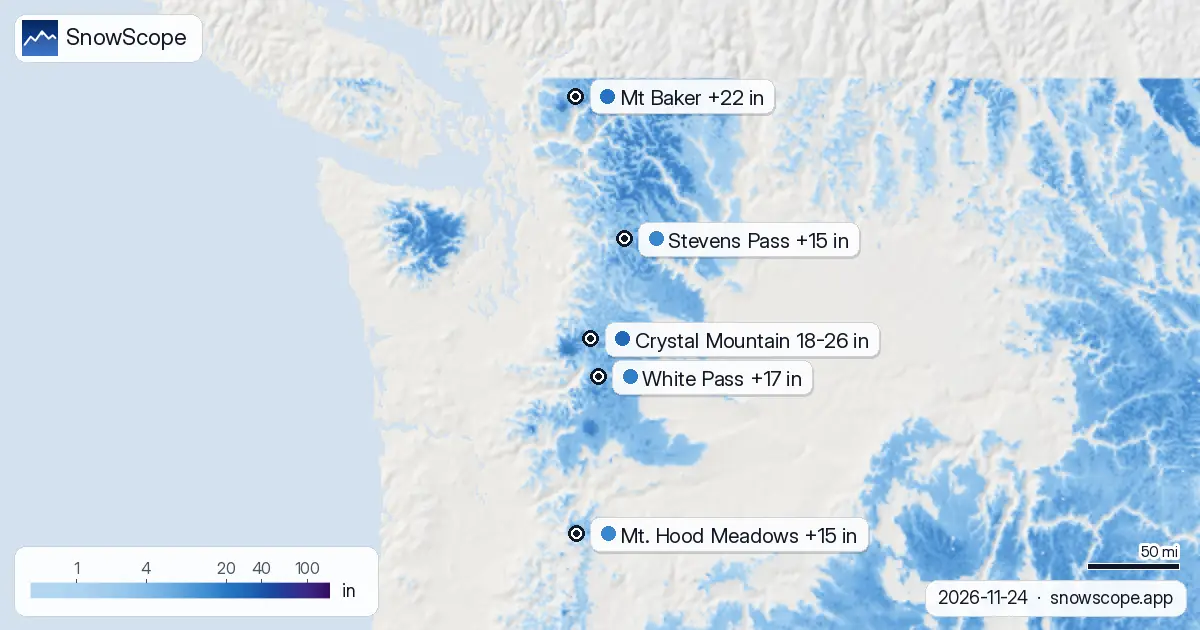 SnowScope
Mt Baker +22 in
Stevens Pass +15 in
Crystal Mountain 18-26 in
White Pass +17 in
Mt. Hood Meadows +15 in
50 mi
1 4 20 40 100
in
2026-11-24 · snowscope.app